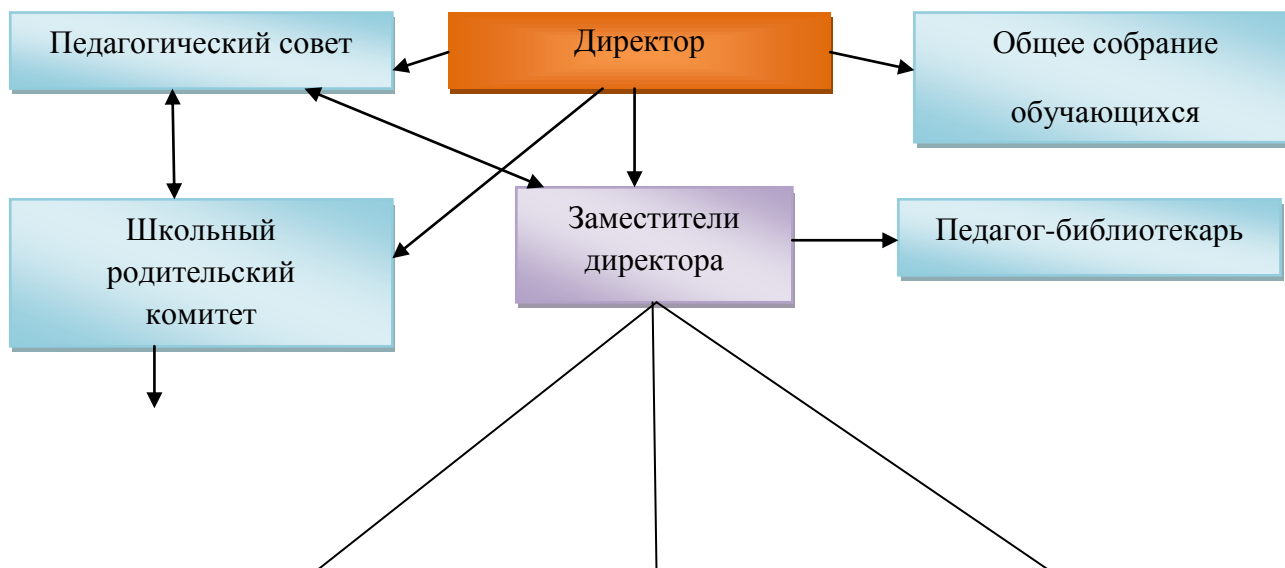 Педагогический совет
Директор
Общее собрание
обучающихся
Школьный
родительский
комитет
Заместители
директора
Педагог-библиотекарь